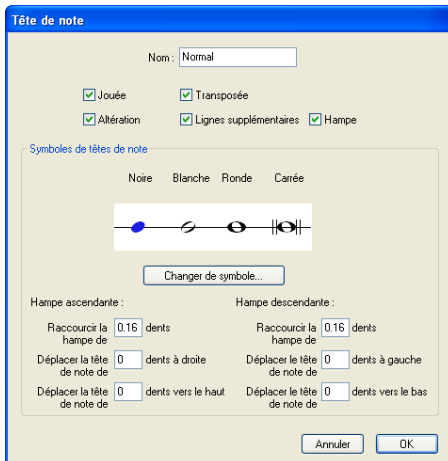 Tête de note
Nom : Normal
Jouée Transposée
Altération Lignes supplémentaires Hampe
Symboles de têtes de note
Noire Blanche Ronde Carrée
Changer de symbole...
Hampe ascendante : Hampe descendante :
Raccourcir la hampe de 0.16 dents Raccourcir la hampe de 0.16 dents
Déplacer la tête de note de 0 dents à droite Déplacer le tête de note de 0 dents à gauche
Déplacer la tête de note de 0 dents vers le haut Déplacer le tête de note de 0 dents vers le bas
Annuler OK